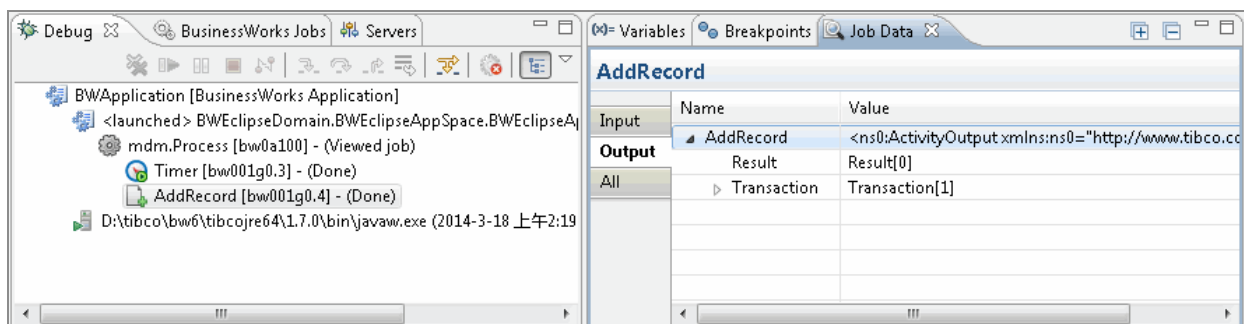 Debug
BusinessWorks Jobs
Servers
BWApplication [BusinessWorks Application]
<launched> BWEclipseDomain.BWEclipseAppSpace.BWEclipseA
mdm.Process [bw0a100] - (Viewed job)
Timer [bw001g0.3] - (Done)
AddRecord [bw001g0.4] - (Done)
D:\tibco\bw6\tibcojre64\1.7.0\bin\javaw.exe (2014-3-18 上午2:19
(x)= Variables
Breakpoints
Job Data
AddRecord
Input
Output
All
Name Value
AddRecord <ns0:ActivityOutput xmlns:ns0="http://www.tibco.co
Result Result[0]
Transaction Transaction[1]